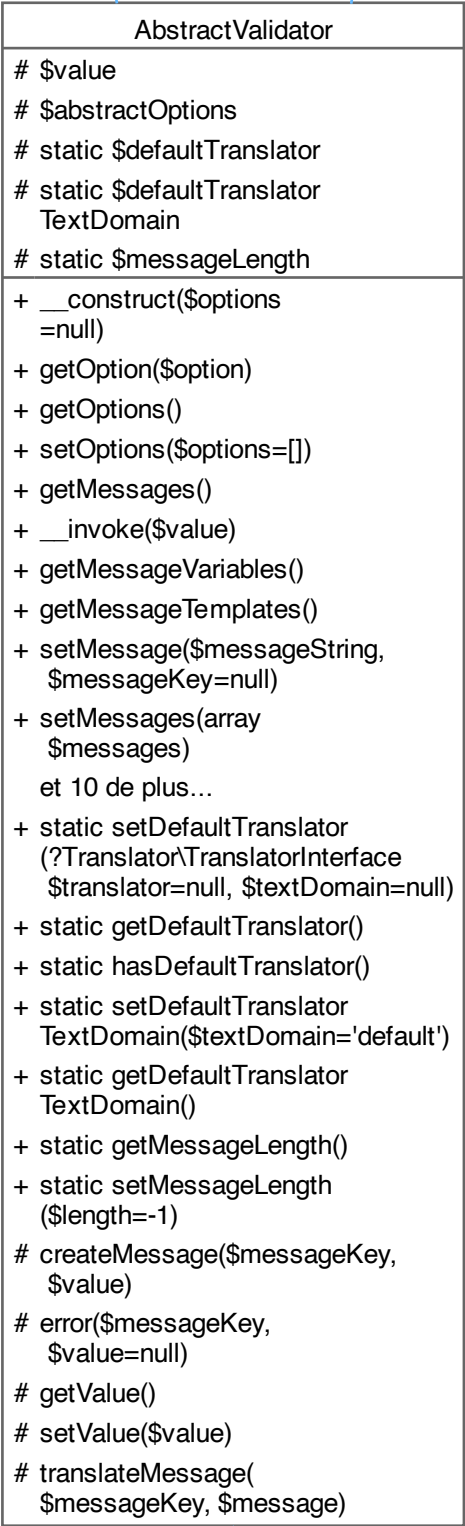 AbstractValidator
# $value
# $abstractOptions
# static $defaultTranslator
# static $defaultTranslator
TextDomain
# static $messageLength
+ __construct($options
=null)
+ getOption($option)
+ getOptions()
+ setOptions($options=[])
+ getMessages()
+ __invoke($value)
+ getMessageVariables()
+ getMessageTemplates()
+ setMessage($messageString,
$messageKey=null)
+ setMessages(array
$messages)
et 10 de plus...
+ static setDefaultTranslator
(?Translator\TranslatorInterface
$translator=null, $textDomain=null)
+ static getDefaultTranslator()
+ static hasDefaultTranslator()
+ static setDefaultTranslator
TextDomain($textDomain='default')
+ static getDefaultTranslator
TextDomain()
+ static getMessageLength()
+ static setMessageLength
($length=-1)
# createMessage($messageKey,
$value)
# error($messageKey,
$value=null)
# getValue()
# setValue($value)
# translateMessage(
$messageKey, $message)